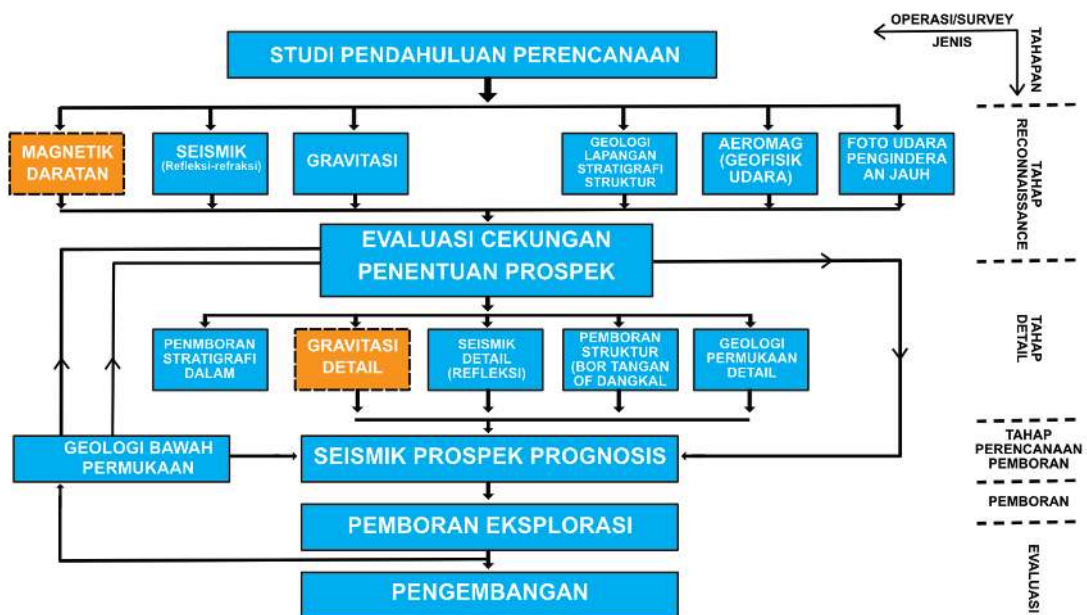 OPERASI/SURVEY
JENIS
TAHAPAN
STUDI PENDAHULUAN PERENCANAAN
MAGNETIK
DARATAN
SEISMIK
(Refleksi-refraksi)
GRAVITASI
GEOLOGI
LAPANGAN
STRATIGRAFI
STRUKTUR
AEROMAG
(GEOFISIK
UDARA)
FOTO UDARA
PENGINDERA
AN JAUH
TAHAP
RECONNAISSANCE
EVALUASI CEKUNGAN
PENENTUAN PROSPEK
PENMBORAN
STRATIGRAFI
DALAM
GRAVITASI
DETAIL
SEISMIK
DETAIL
(REFLEKSI)
PEMBORAN
STRUKTUR
(BOR TANGAN
OF DANGKAL
GEOLOGI
PERMUKAAN
DETAIL
TAHAP
DETAIL
GEOLOGI BAWAH
PERMUKAAN
SEISMIK PROSPEK PROGNOSIS
TAHAP
PERENCANAAN
PEMBORAN
PEMBORAN EKSPLORASI
PEMBORAN
PENGEMBANGAN
EVALUASI